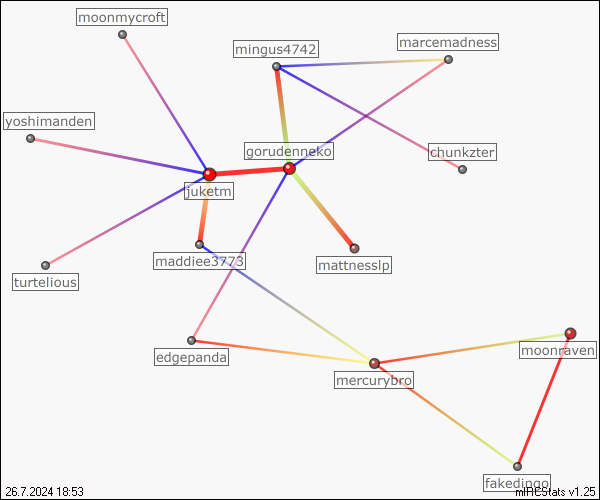 moonmycroft
mingus4742
marcemadness
yoshimanden
gorudenneko
chunkzter
juketm
maddiee3773
mattnesslp
turtelious
edgepanda
moonraven
mercurybro
fakedingo
26.7.2024 18:53
mIRCStats v1.25